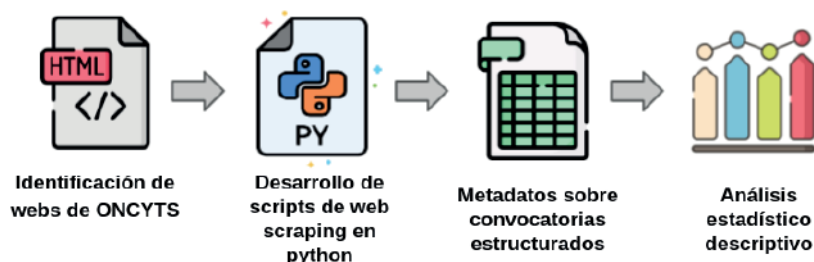 HTML
</>
PY
Identificación de
webs de ONCYTS
Desarrollo de
scripts de web
scraping en
python
Metadatos sobre
convocatorias
estructurados
Análisis
estadístico
descriptivo